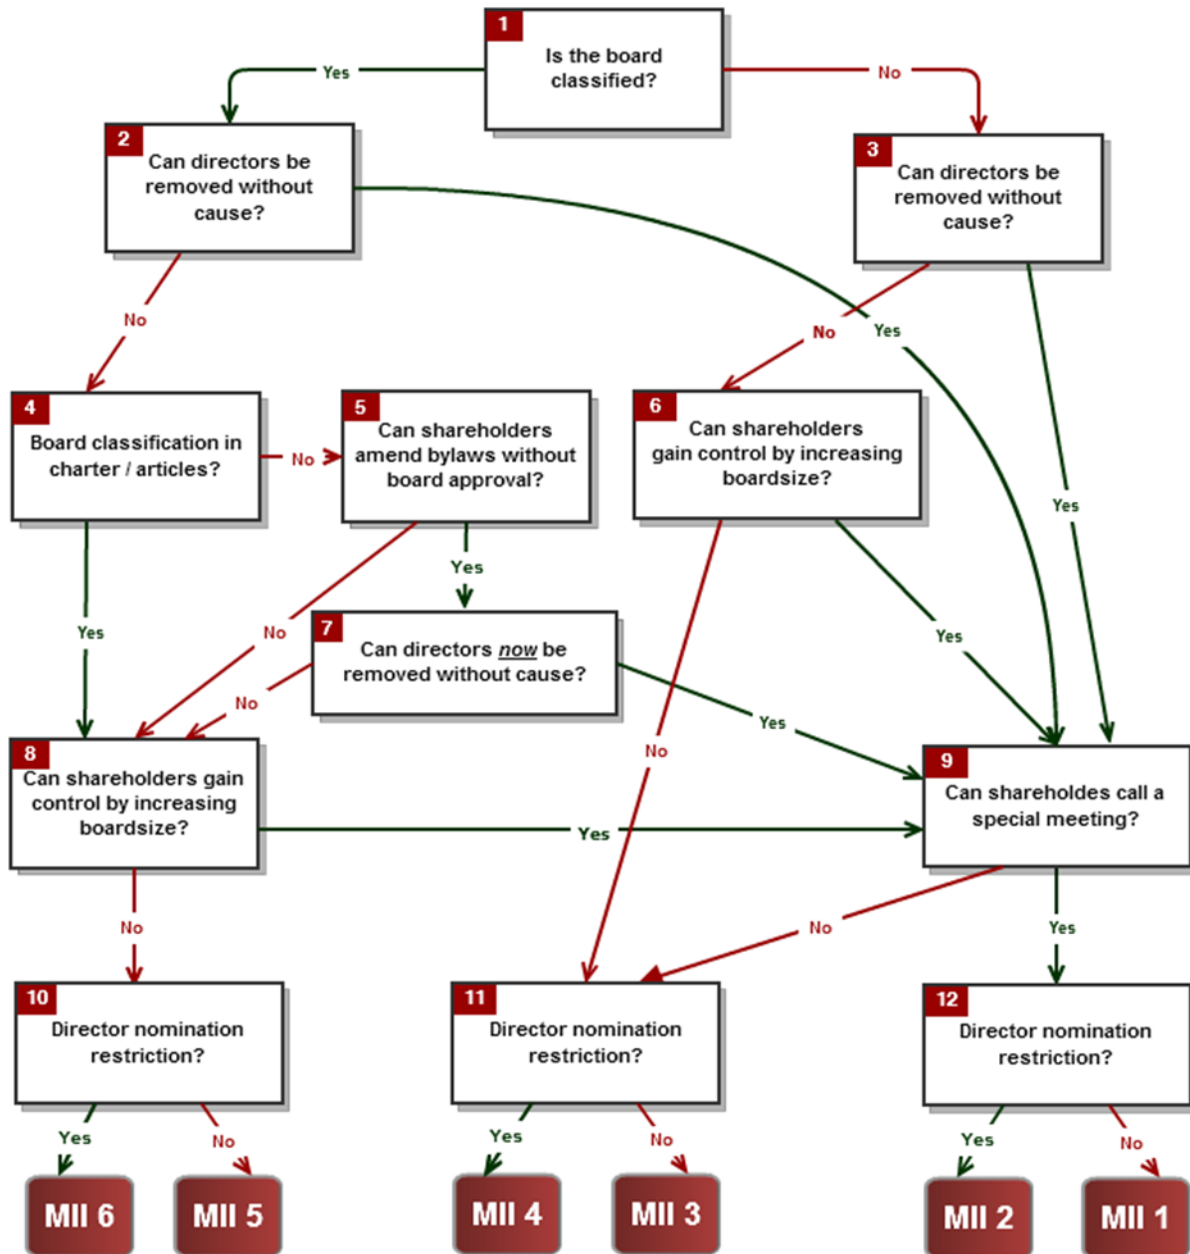 1
Is the board
classified?
Yes
No
2
Can directors be
removed without
cause?
3
Can directors be
removed without
cause?
No
No
Yes
4
Board classification in
charter / articles?
No
5
Can shareholders
amend bylaws without
board approval?
6
Can shareholders
gain control by increasing
boardsize?
Yes
Yes
Yes
No
Yes
7
Can directors now be
removed without cause?
No
Yes
No
8
Can shareholders gain
control by increasing
boardsize?
Yes
9
Can shareholdes call a
special meeting?
No
No
Yes
10
Director nomination
restriction?
11
Director nomination
restriction?
12
Director nomination
restriction?
Yes
No
Yes
No
Yes
No
MII 6
MII 5
MII 4
MII 3
MII 2
MII 1